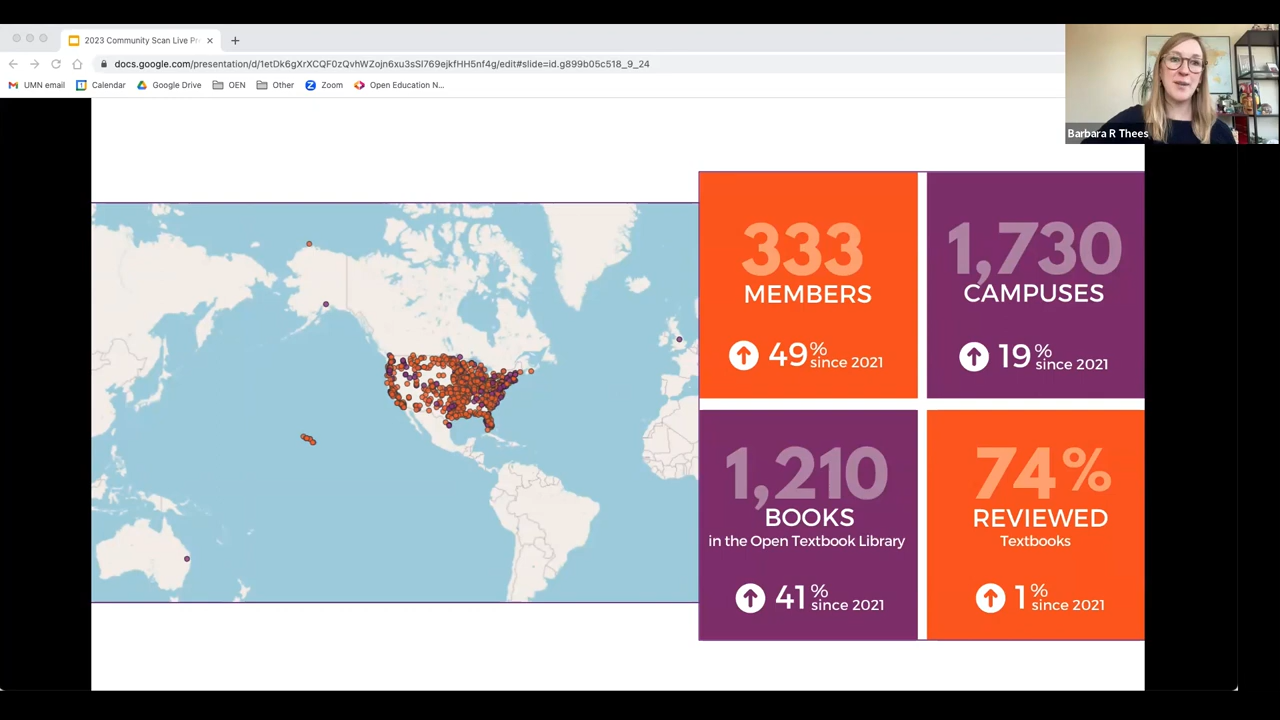 2023 Community Scan Live Pr
docs.google.com/presentation/d/1etDk6gXrXCQF0zQvhWZojn6xu3sSI769ejkfHH5nf4g/edit#slide=id.g899b05c518_9_24
UMN email Calendar Google Drive OEN Other Zoom Open Education N...
Barbara R Thees
333
MEMBERS
49% since 2021
1,730
CAMPUSES
19% since 2021
1,210
BOOKS
in the Open Textbook Library
41% since 2021
74%
REVIEWED
Textbooks
1% since 2021